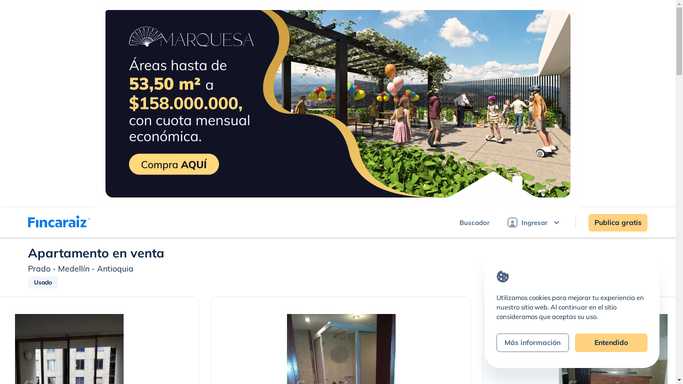 MARQUESA
Áreas hasta de
53,50 m² a
$158.000.000,
con cuota mensual
económica.
Compra AQUÍ
Fincaraiz
Buscador
Ingresar
Publica gratis
Apartamento en venta
Prado - Medellín - Antioquia
Usado
Utilizamos cookies para mejorar tu experiencia en
nuestro sitio web. Al continuar en el sitio
consideramos que aceptas su uso.
Más información
Entendido